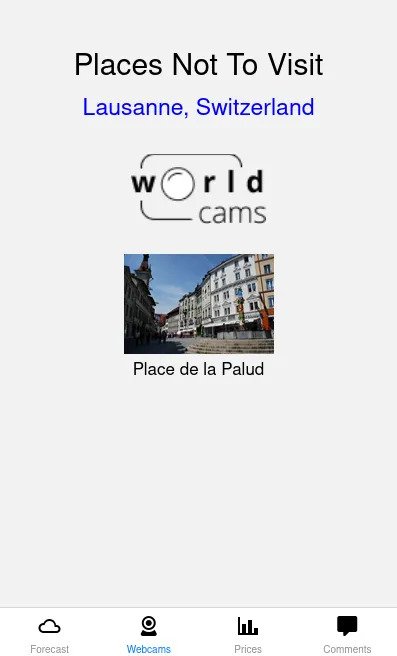 Places Not To Visit
Lausanne, Switzerland
world
cams
Place de la Palud
Forecast
Webcams
Prices
Comments